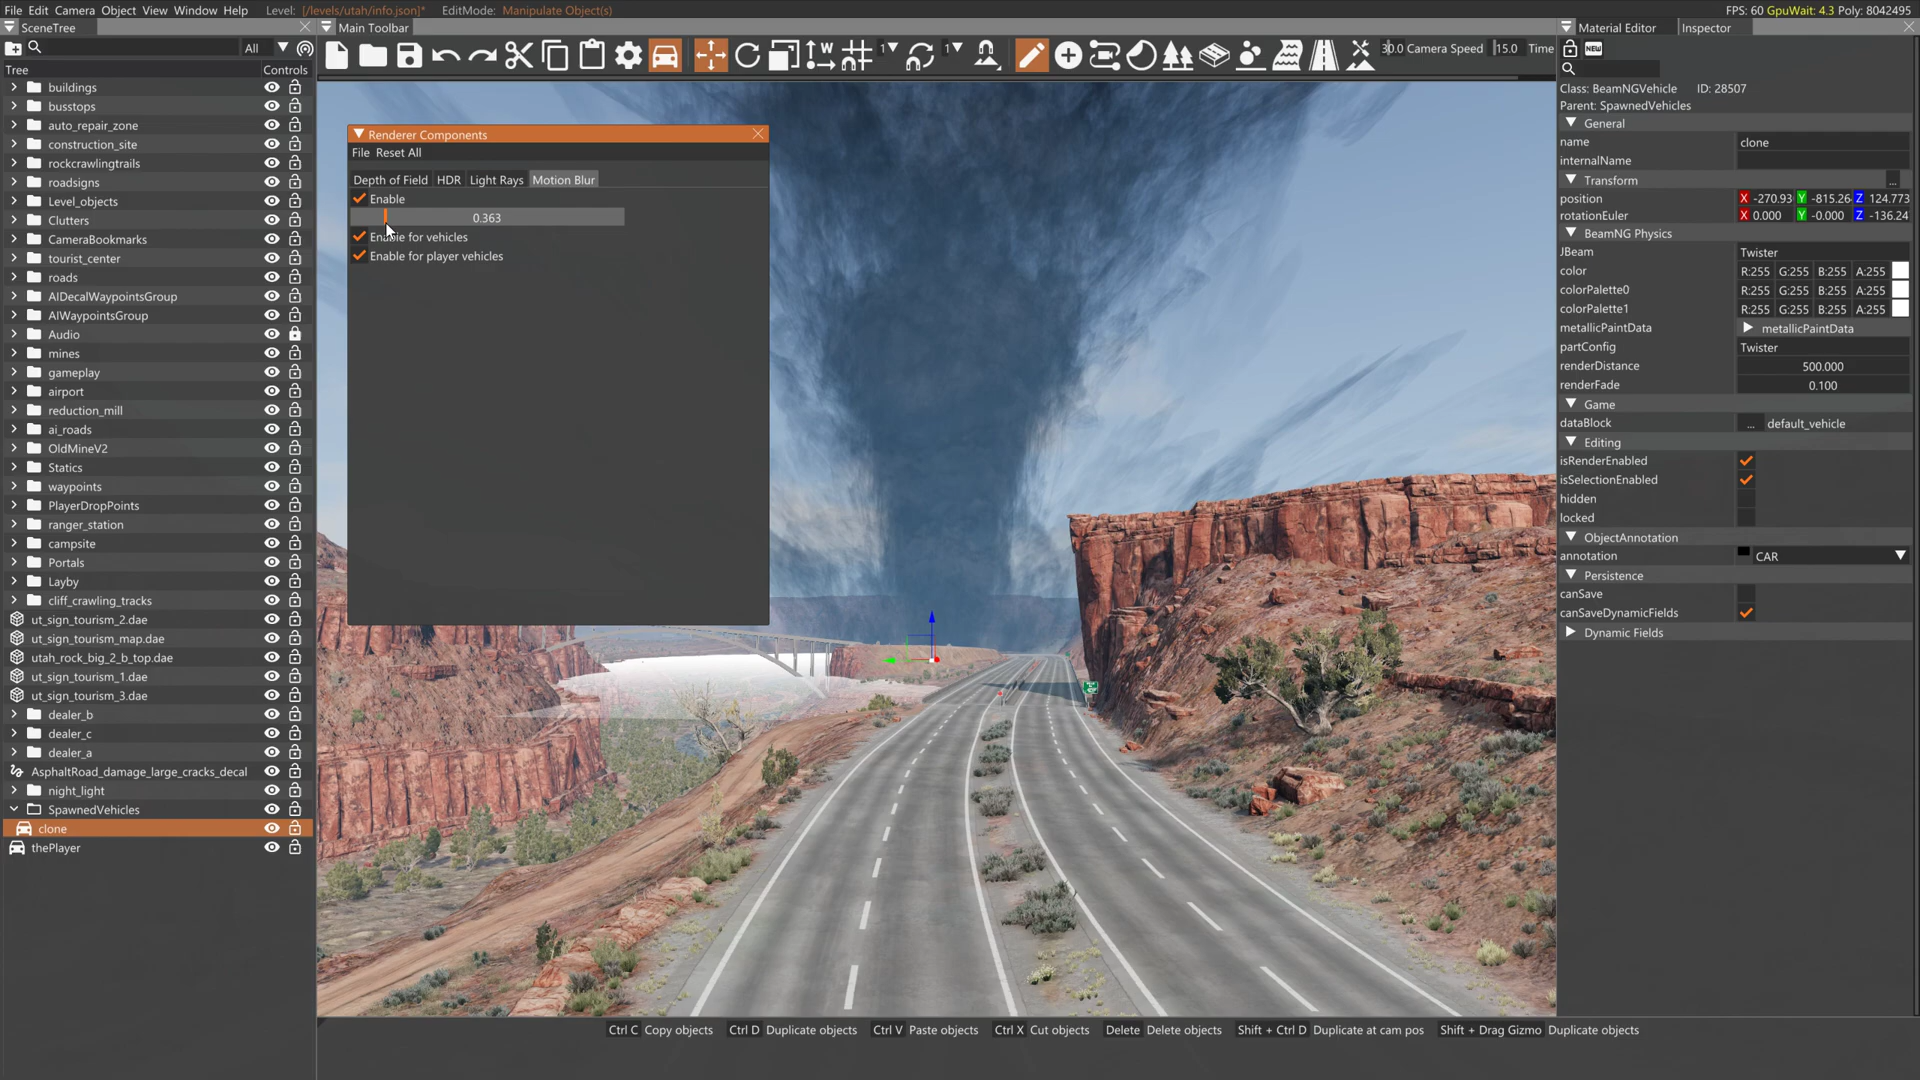 File Edit Camera Object View Window Help Level: [/levels/utah/info.json]* EditMode: Manipulate Object(s) FPS: 60 GpuWait: 4.3 Poly: 8042495
SceneTree
All
Tree Controls
buildings
busstops
auto_repair_zone
construction_site
rockcrawlingtrails
roadsigns
Level_objects
Clutters
CameraBookmarks
tourist_center
roads
AIDecalWaypointsGroup
AIWaypointsGroup
Audio
mines
gameplay
airport
reduction_mill
ai_roads
OldMineV2
Statics
waypoints
PlayerDropPoints
ranger_station
campsite
Portals
Layby
cliff_crawling_tracks
ut_sign_tourism_2.dae
ut_sign_tourism_map.dae
utah_rock_big_2_b_top.dae
ut_sign_tourism_1.dae
ut_sign_tourism_3.dae
dealer_b
dealer_c
dealer_a
AsphaltRoad_damage_large_cracks_decal
night_light
SpawnedVehicles
clone
thePlayer
Main Toolbar
W
1
1
30.0 Camera Speed 15.0 Time
Renderer Components
File Reset All
Depth of Field HDR Light Rays Motion Blur
Enable
0.363
Enable for vehicles
Enable for player vehicles
Ctrl C Copy objects Ctrl D Duplicate objects Ctrl V Paste objects Ctrl X Cut objects Delete Delete objects Shift + Ctrl D Duplicate at cam pos Shift + Drag Gizmo Duplicate objects
Material Editor Inspector
NEW
Class: BeamNGVehicle ID: 28507
Parent: SpawnedVehicles
General
name clone
internalName
Transform ...
position X -270.93 Y -815.26 Z 124.773
rotationEuler X 0.000 Y -0.000 Z -136.24
BeamNG Physics
JBeam Twister
color R:255 G:255 B:255 A:255
colorPalette0 R:255 G:255 B:255 A:255
colorPalette1 R:255 G:255 B:255 A:255
metallicPaintData metallicPaintData
partConfig Twister
renderDistance 500.000
renderFade 0.100
Game
dataBlock ... default_vehicle
Editing
isRenderEnabled
isSelectionEnabled
hidden
locked
ObjectAnnotation
annotation CAR
Persistence
canSave
canSaveDynamicFields
Dynamic Fields